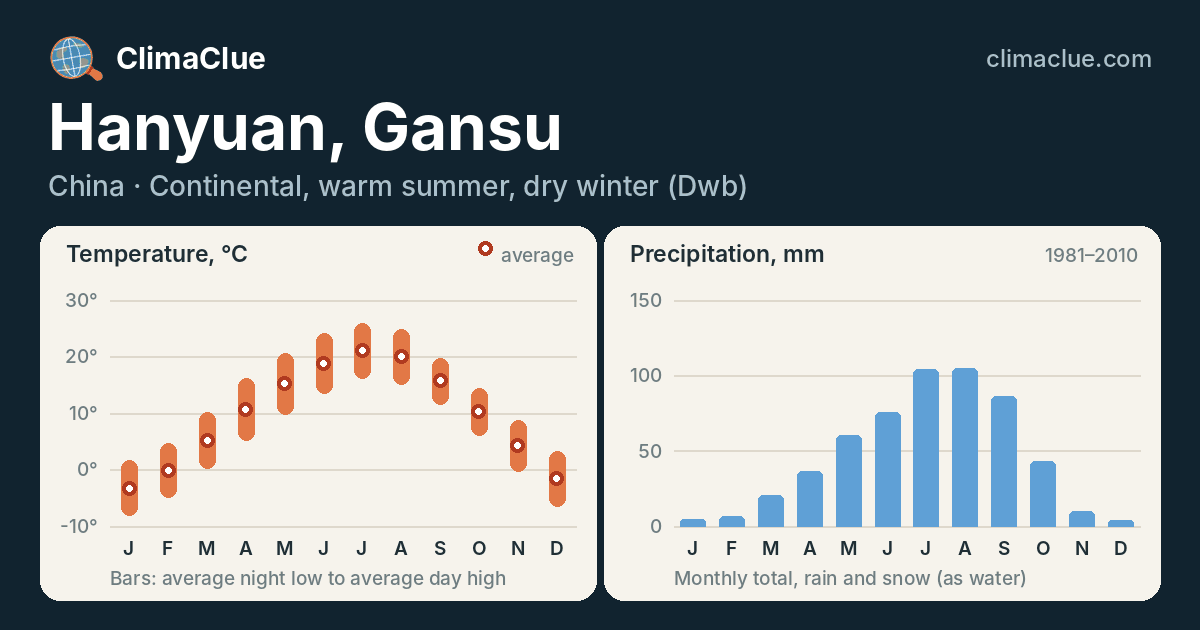 ClimaClue
climaclue.com
Hanyuan, Gansu
China · Continental, warm summer, dry winter (Dwb)
Temperature, °C
average
30°
20°
10°
0°
-10°
J F M A M J J A S O N D
Bars: average night low to average day high
Precipitation, mm
1981–2010
150
100
50
0
J F M A M J J A S O N D
Monthly total, rain and snow (as water)